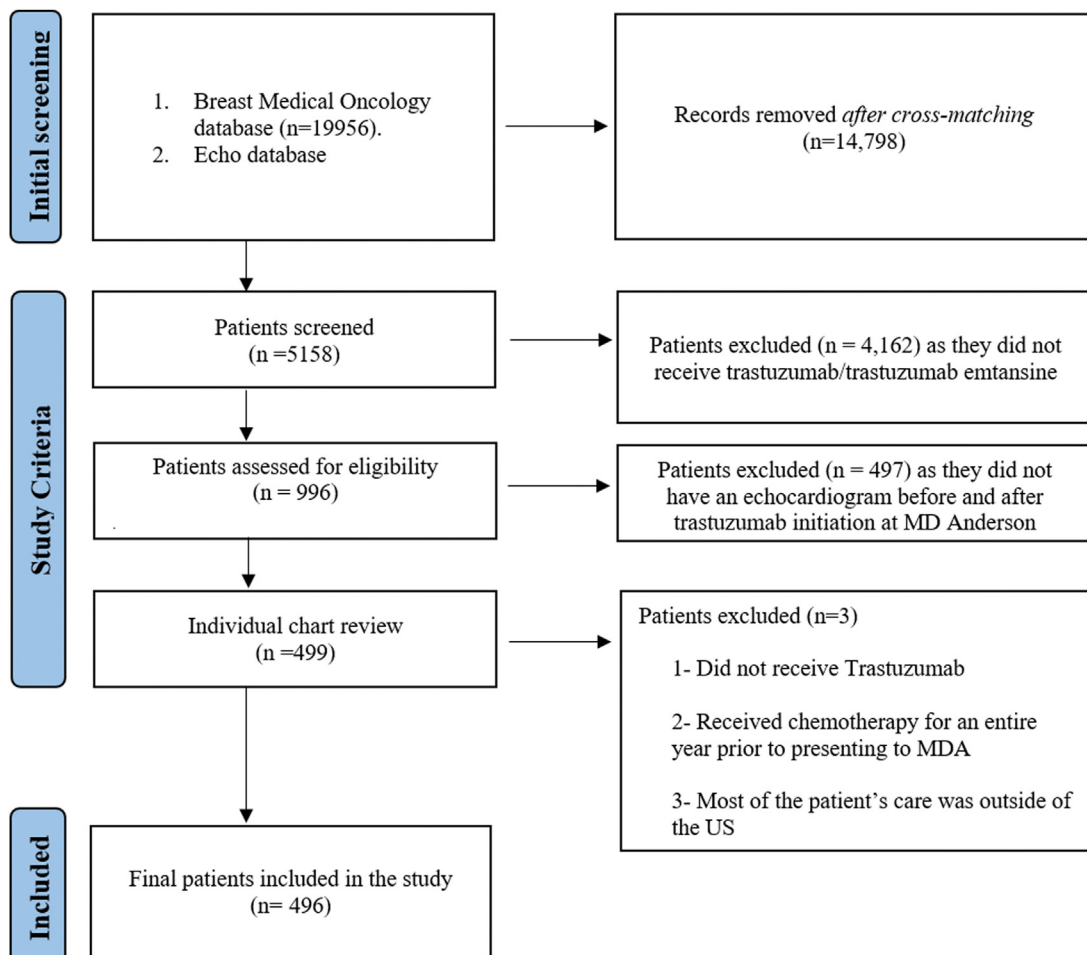 Initial screening
1. Breast Medical Oncology
database (n=19956).
2. Echo database
Records removed after cross-matching
(n=14,798)
Study Criteria
Patients screened
(n =5158)
Patients excluded (n = 4,162) as they did not
receive trastuzumab/trastuzumab emtansine
Patients assessed for eligibility
(n = 996)
.
Patients excluded (n = 497) as they did not
have an echocardiogram before and after
trastuzumab initiation at MD Anderson
Individual chart review
(n =499)
Patients excluded (n=3)
1- Did not receive Trastuzumab
2- Received chemotherapy for an entire
year prior to presenting to MDA
3- Most of the patient’s care was outside of
the US
Included
Final patients included in the study
(n= 496)